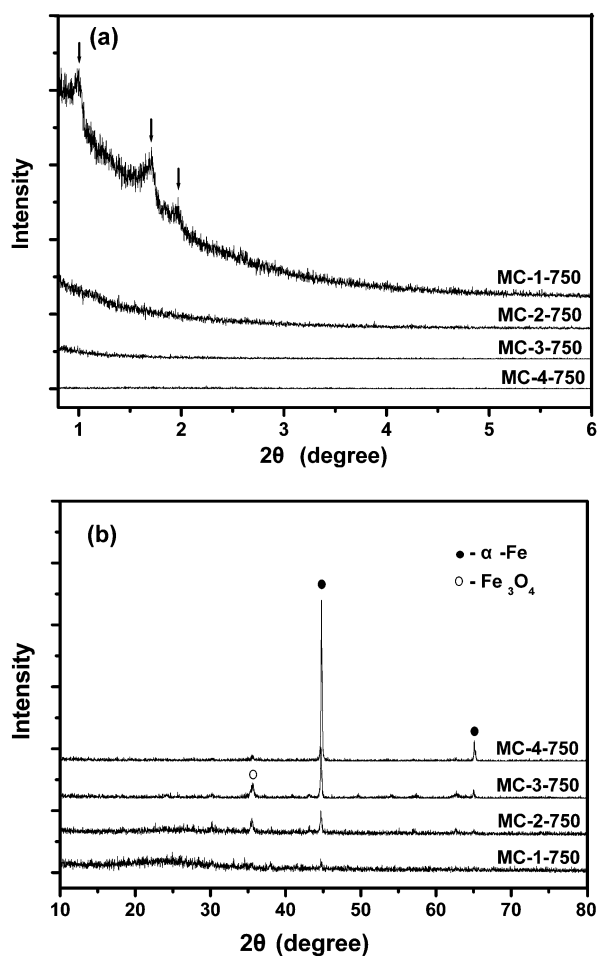 (a)
Intensity
MC-1-750
MC-2-750
MC-3-750
MC-4-750
1 2 3 4 5 6
2θ (degree)
(b)
● - α -Fe
○ - Fe ₃O₄
Intensity
MC-4-750
MC-3-750
MC-2-750
MC-1-750
10 20 30 40 50 60 70 80
2θ (degree)